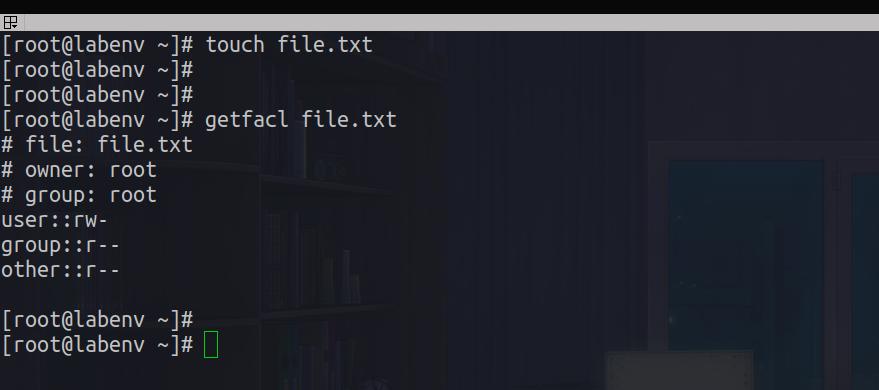 [root@labenv ~]# touch file.txt
[root@labenv ~]#
[root@labenv ~]#
[root@labenv ~]# getfacl file.txt
# file: file.txt
# owner: root
# group: root
user::rw-
group::r--
other::r--
[root@labenv ~]#
[root@labenv ~]#